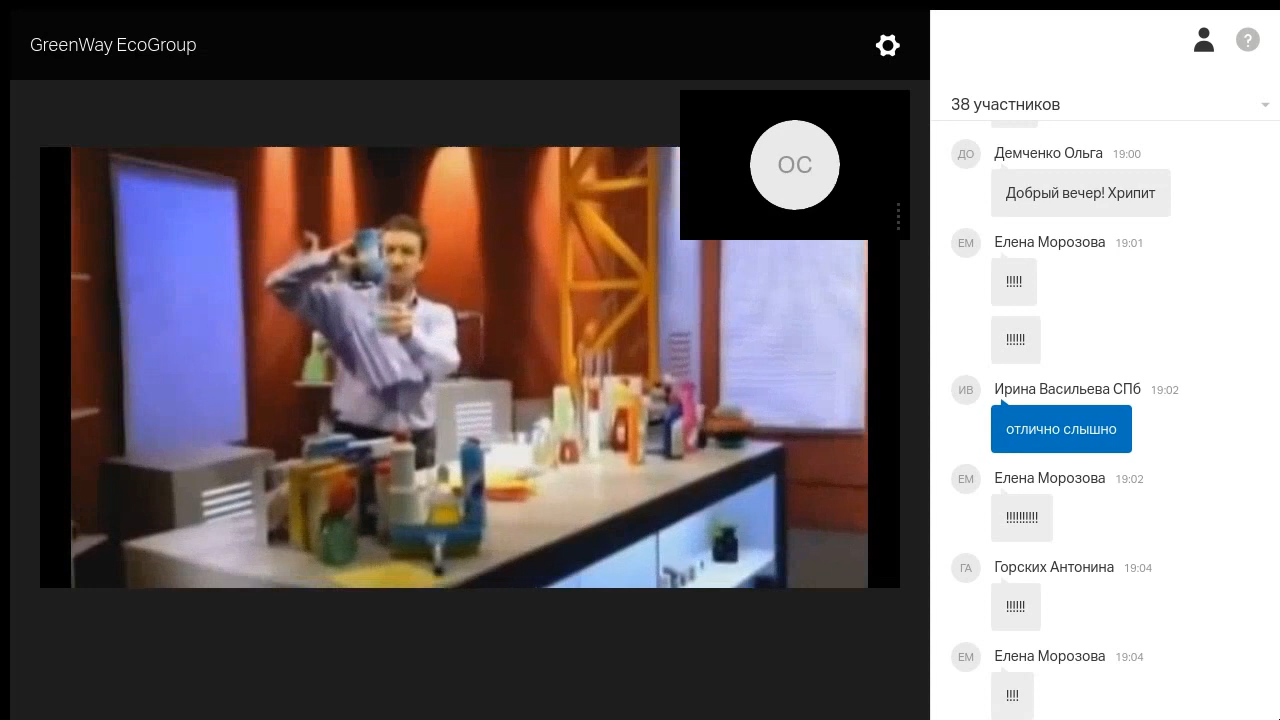 GreenWay EcoGroup
?
38 участников
ОС
ДО
Демченко Ольга 19:00
Добрый вечер! Хрипит
ЕМ
Елена Морозова 19:01
!!!!!
!!!!!!
ИВ
Ирина Васильева СПб 19:02
отлично слышно
ЕМ
Елена Морозова 19:02
!!!!!!!!!!
ГА
Горских Антонина 19:04
!!!!!!
ЕМ
Елена Морозова 19:04
!!!!